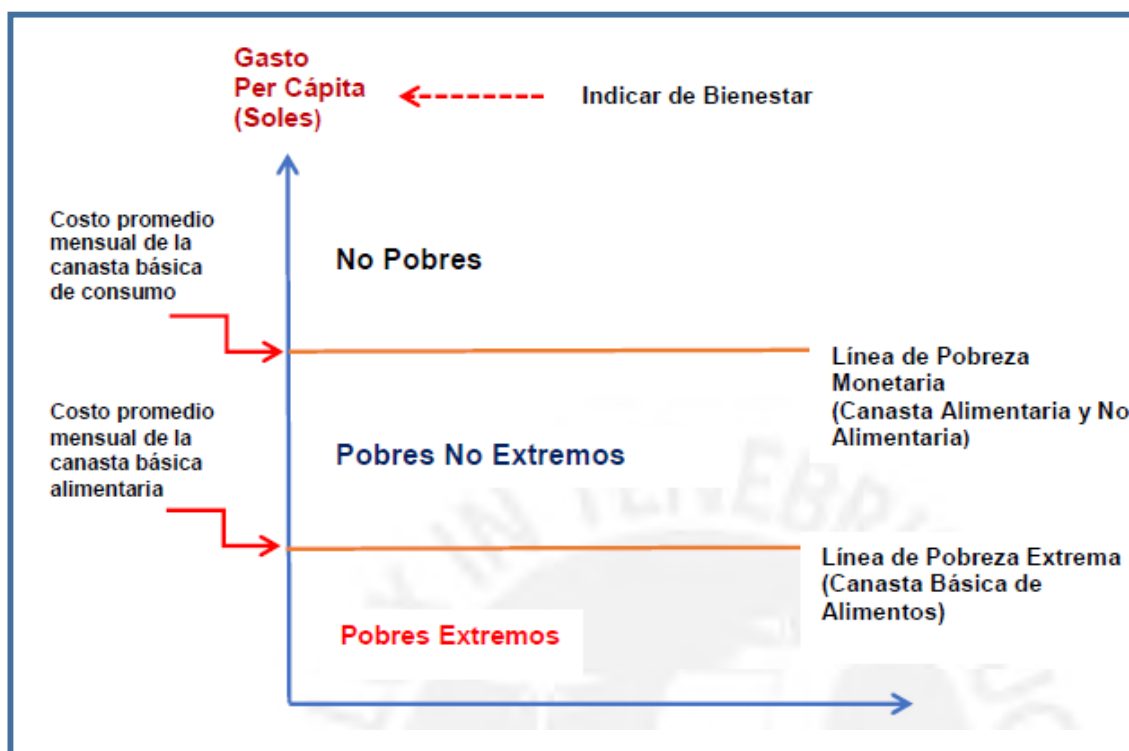 Gasto
Per Cápita
(Soles)
Indicar de Bienestar
Costo promedio
mensual de la
canasta básica
de consumo
No Pobres
Línea de Pobreza
Monetaria
(Canasta Alimentaria y No
Alimentaria)
Costo promedio
mensual de la
canasta básica
alimentaria
Pobres No Extremos
IN TENEBR
Línea de Pobreza Extrema
(Canasta Básica de
Alimentos)
Pobres Extremos